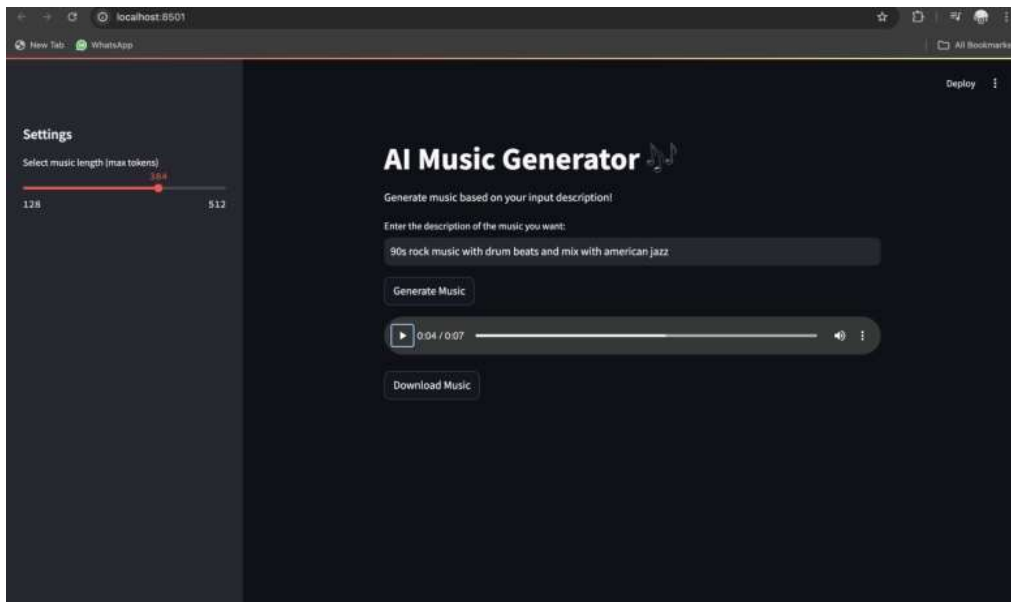 localhost:8501
New Tab WhatsApp All Bookmarks
Deploy
Settings
Select music length (max tokens)
384
128 512
AI Music Generator
Generate music based on your input description!
Enter the description of the music you want:
90s rock music with drum beats and mix with american jazz
Generate Music
0:04 / 0:07
Download Music